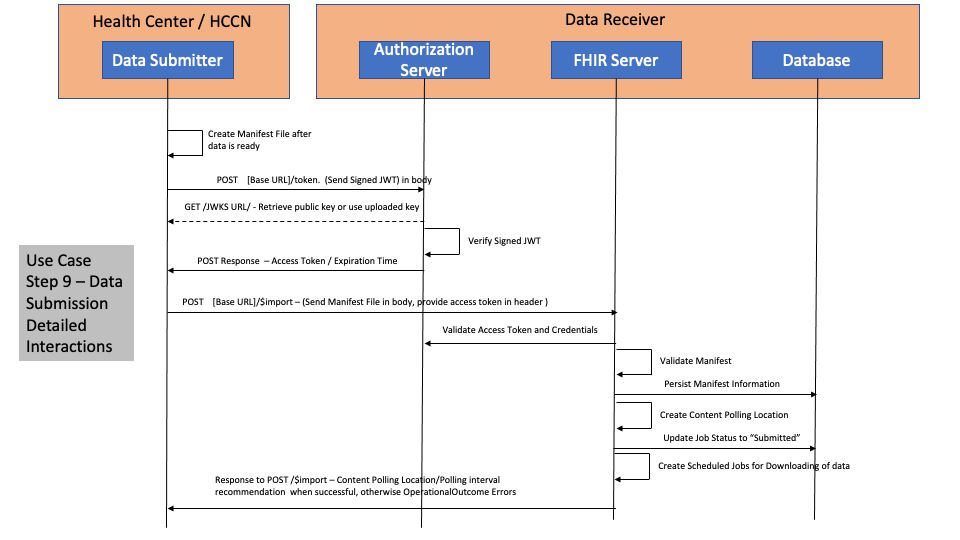 Health Center / HCCN
Data Receiver
Data Submitter
Authorization
Server
FHIR Server
Database
Create Manifest File after
data is ready
POST [Base URL]/token. (Send Signed JWT) in body
GET /JWKS URL/ - Retrieve public key or use uploaded key
Verify Signed JWT
POST Response – Access Token / Expiration Time
Use Case
Step 9 – Data
Submission
Detailed
Interactions
POST [Base URL]/$import – (Send Manifest File in body, provide access token in header )
Validate Access Token and Credentials
Validate Manifest
Persist Manifest Information
Create Content Polling Location
Update Job Status to “Submitted”
Create Scheduled Jobs for Downloading of data
Response to POST /$import – Content Polling Location/Polling interval
recommendation when successful, otherwise OperationalOutcome Errors